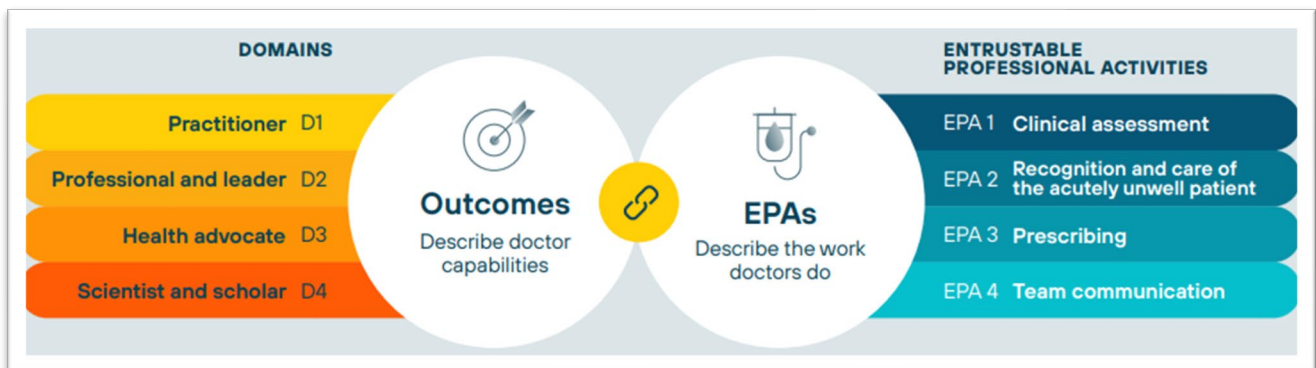 DOMAINS
Practitioner D1
Professional and leader D2
Health advocate D3
Scientist and scholar D4
Outcomes
Describe doctor
capabilities
EPAs
Describe the work
doctors do
ENTRUSTABLE
PROFESSIONAL ACTIVITIES
EPA 1 Clinical assessment
EPA 2 Recognition and care of
the acutely unwell patient
EPA 3 Prescribing
EPA 4 Team communication